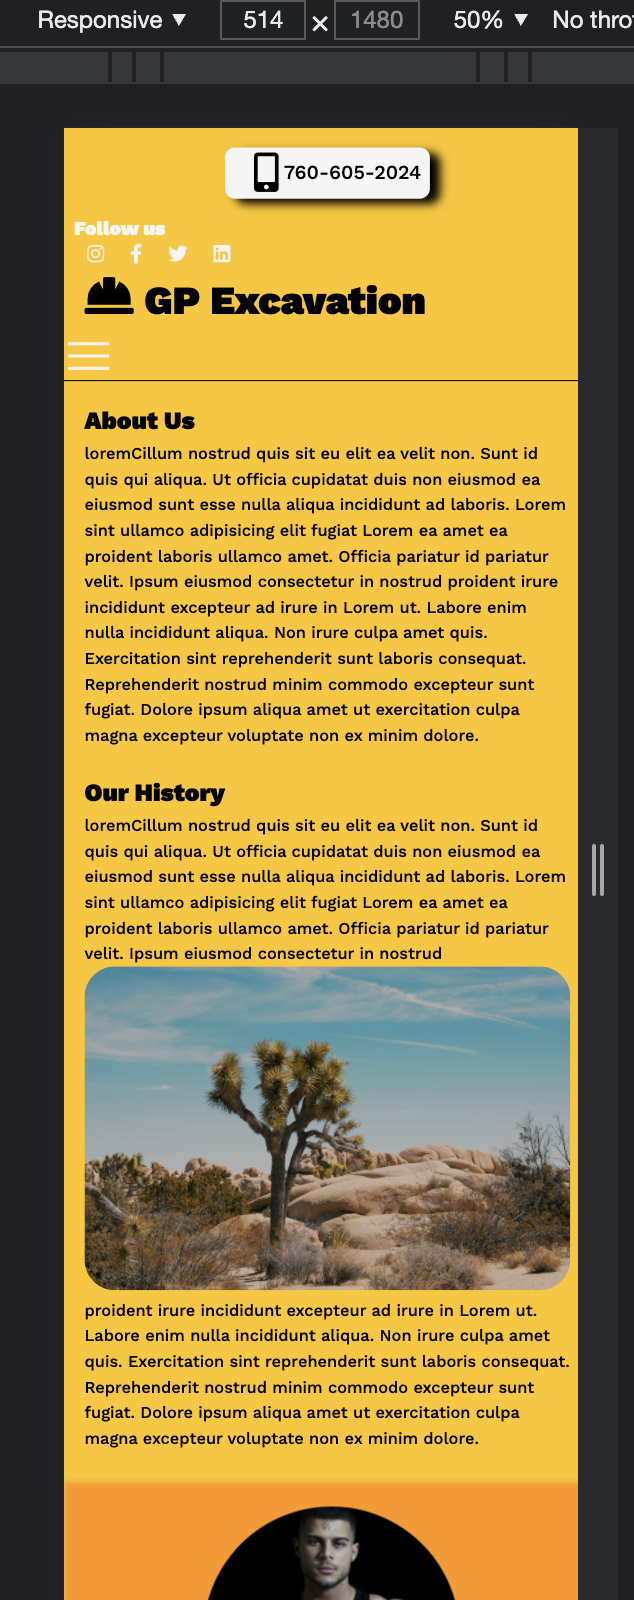 Responsive ▼ 514 × 1480 50% ▼ No thro
760-605-2024
Follow us
GP Excavation
About Us
loremCillum nostrud quis sit eu elit ea velit non. Sunt id
quis qui aliqua. Ut officia cupidatat duis non eiusmod ea
eiusmod sunt esse nulla aliqua incididunt ad laboris. Lorem
sint ullamco adipisicing elit fugiat Lorem ea amet ea
proident laboris ullamco amet. Officia pariatur id pariatur
velit. Ipsum eiusmod consectetur in nostrud proident irure
incididunt excepteur ad irure in Lorem ut. Labore enim
nulla incididunt aliqua. Non irure culpa amet quis.
Exercitation sint reprehenderit sunt laboris consequat.
Reprehenderit nostrud minim commodo excepteur sunt
fugiat. Dolore ipsum aliqua amet ut exercitation culpa
magna excepteur voluptate non ex minim dolore.
Our History
loremCillum nostrud quis sit eu elit ea velit non. Sunt id
quis qui aliqua. Ut officia cupidatat duis non eiusmod ea
eiusmod sunt esse nulla aliqua incididunt ad laboris. Lorem
sint ullamco adipisicing elit fugiat Lorem ea amet ea
proident laboris ullamco amet. Officia pariatur id pariatur
velit. Ipsum eiusmod consectetur in nostrud
proident irure incididunt excepteur ad irure in Lorem ut.
Labore enim nulla incididunt aliqua. Non irure culpa amet
quis. Exercitation sint reprehenderit sunt laboris consequat.
Reprehenderit nostrud minim commodo excepteur sunt
fugiat. Dolore ipsum aliqua amet ut exercitation culpa
magna excepteur voluptate non ex minim dolore.